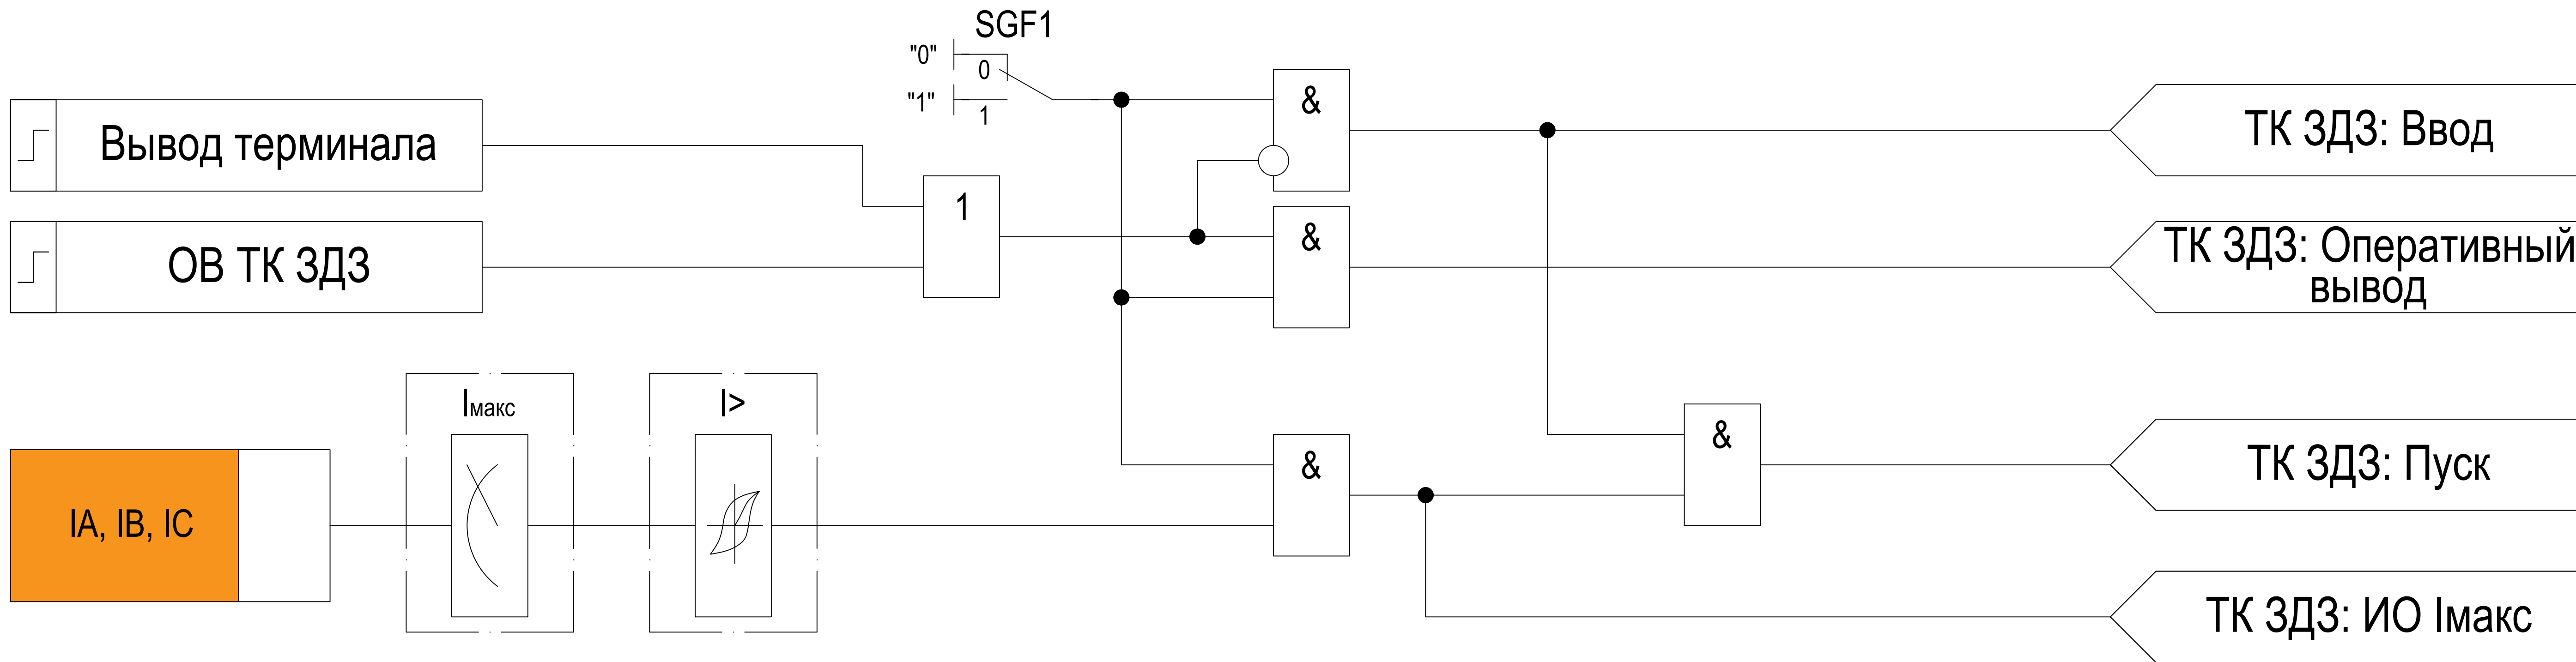 SGF1
"0"
0
"1"
1
&
Вывод терминала
ТК ЗДЗ: Ввод
1
&
ОВ ТК ЗДЗ
ТК ЗДЗ: Оперативный
вывод
Iмакс
I>
&
&
ТК ЗДЗ: Пуск
IA, IB, IC
ТК ЗДЗ: ИО Iмакс